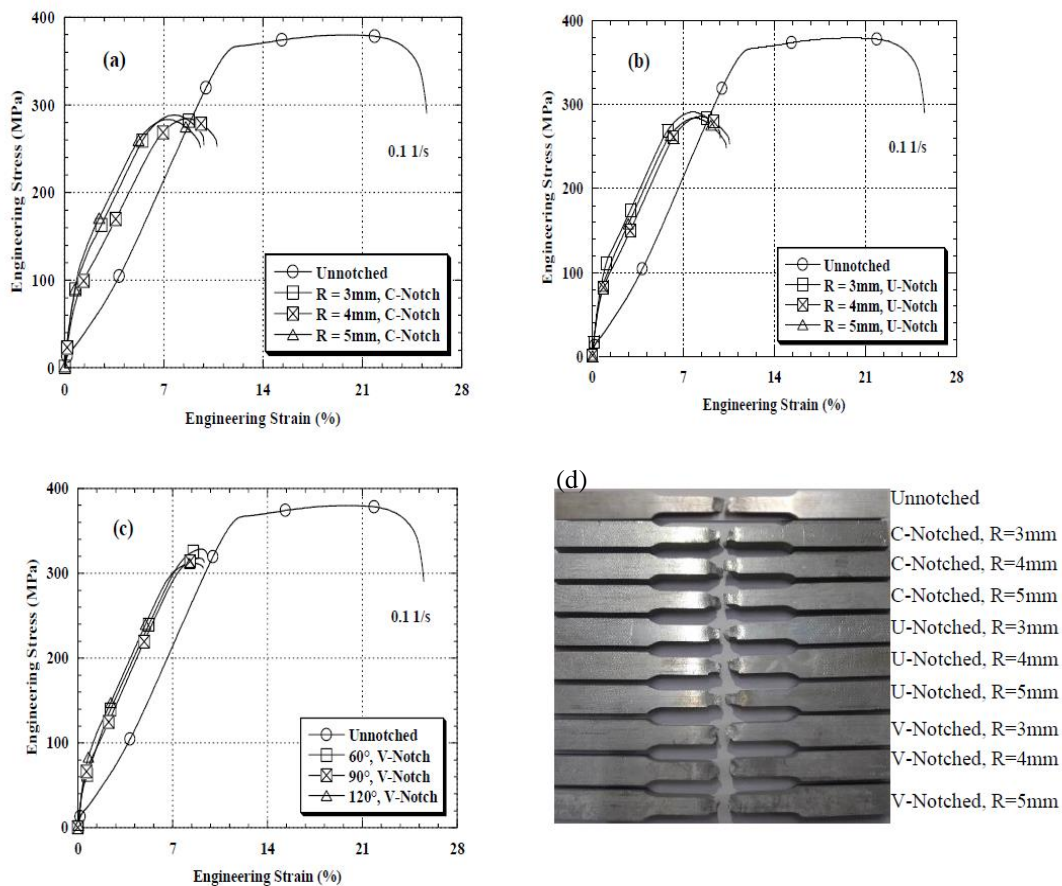 400
300
200
100
0
Engineering Stress (MPa)
(a)
0.1 1/s
Unnotched
R = 3mm, C-Notch
R = 4mm, C-Notch
R = 5mm, C-Notch
0 7 14 21 28
Engineering Strain (%)
400
300
200
100
0
Engineering Stress (MPa)
(b)
0.1 1/s
Unnotched
R = 3mm, U-Notch
R = 4mm, U-Notch
R = 5mm, U-Notch
0 7 14 21 28
Engineering Strain (%)
400
300
200
100
0
Engineering Stress (MPa)
(c)
0.1 1/s
Unnotched
60°, V-Notch
90°, V-Notch
120°, V-Notch
0 7 14 21 28
Engineering Strain (%)
(d)
Unnotched
C-Notched, R=3mm
C-Notched, R=4mm
C-Notched, R=5mm
U-Notched, R=3mm
U-Notched, R=4mm
U-Notched, R=5mm
V-Notched, R=3mm
V-Notched, R=4mm
V-Notched, R=5mm